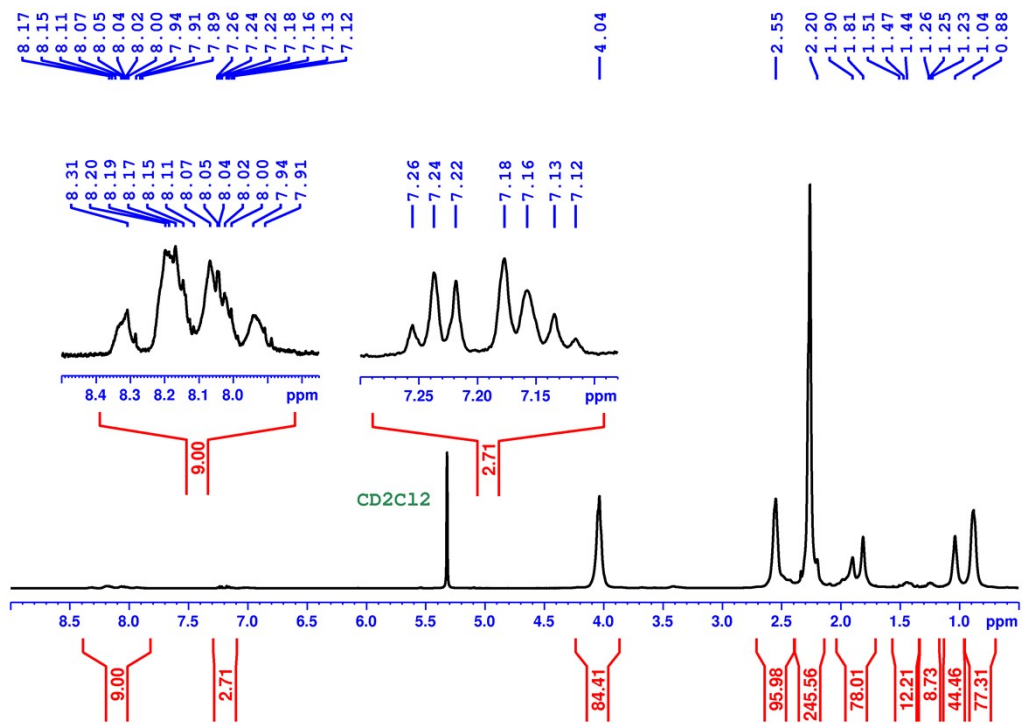 8.17 8.15 8.11 8.07 8.05 8.04 8.02 8.00 7.94 7.91 7.89 7.26 7.24 7.22 7.18 7.16 7.13 7.12 4.04 2.55 2.20 1.90 1.81 1.51 1.47 1.44 1.26 1.25 1.23 1.04 0.88
8.31 8.20 8.19 8.17 8.15 8.11 8.07 8.05 8.04 8.02 8.00 7.94 7.91
7.26 7.24 7.22 7.18 7.16 7.13 7.12
8.4 8.3 8.2 8.1 8.0 ppm
7.25 7.20 7.15 ppm
9.00
2.71
CD2Cl2
8.5 8.0 7.5 7.0 6.5 6.0 5.5 5.0 4.5 4.0 3.5 3.0 2.5 2.0 1.5 1.0 ppm
9.00 2.71 84.41 95.98 245.56 78.01 12.21 8.73 44.46 77.31